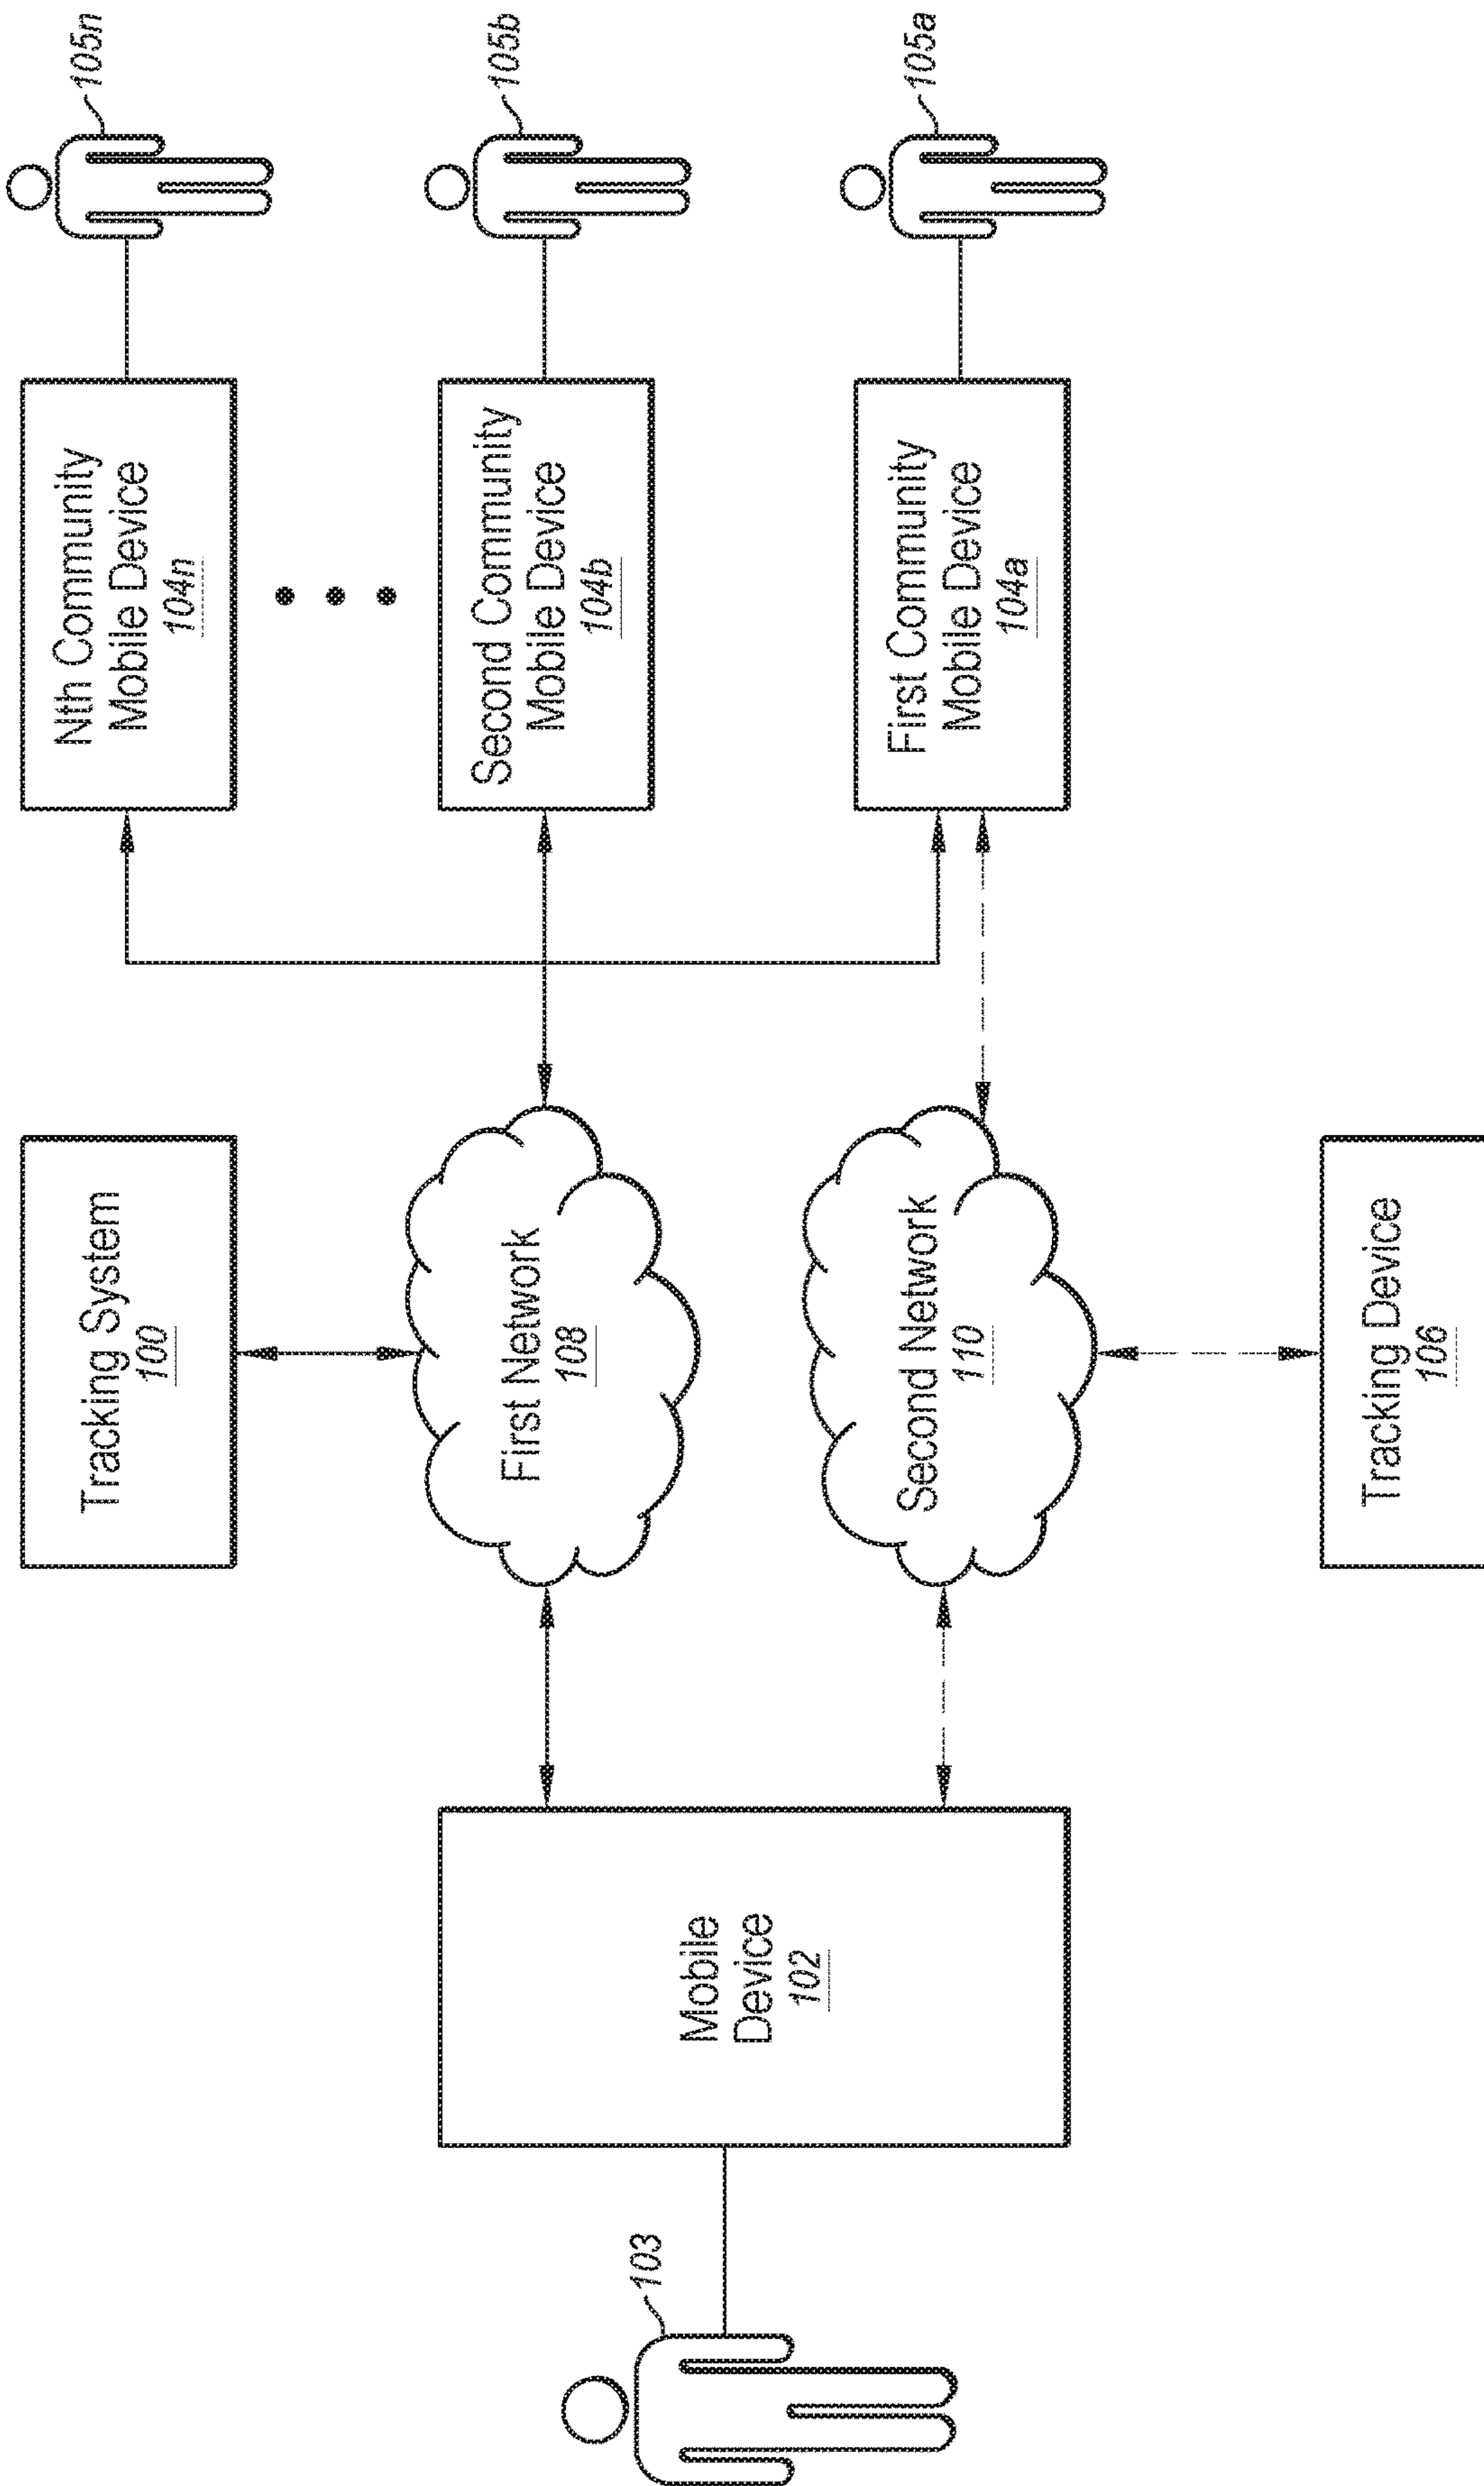 Tracking System
100
Nth Community
Mobile Device
104n
105n
103
Mobile
Device
102
First Network
108
Second Community
Mobile Device
104b
105b
Second Network
110
First Community
Mobile Device
104a
105a
Tracking Device
106